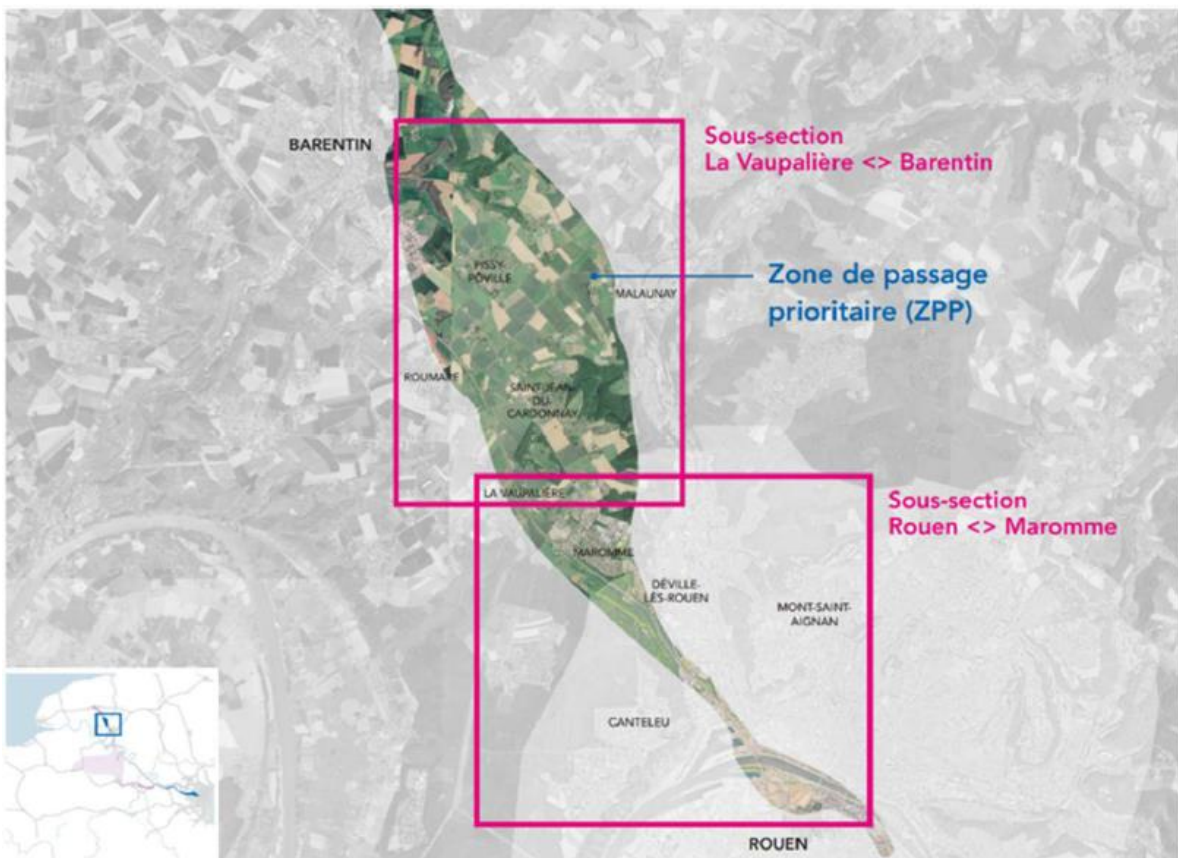 BARENTIN
Sous-section
La Vaupalière <> Barentin
PISSY-
PÔVILLE
Zone de passage
prioritaire (ZPP)
MALAUNAY
ROUMARE
SAINT-JEAN-
DU-
CARDONNAY
LA VAUPALIÈRE
Sous-section
Rouen <> Maromme
MAROMME
DÉVILLE-
LÈS-ROUEN
MONT-SAINT-
AIGNAN
CANTELEU
ROUEN